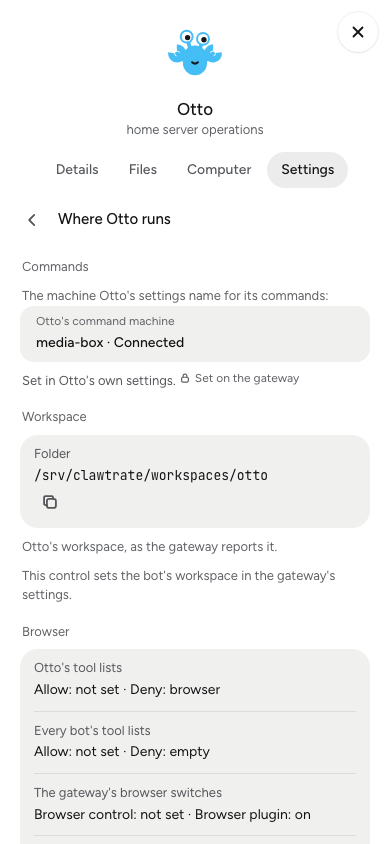 Otto
home server operations
Details Files Computer Settings
Where Otto runs
Commands
The machine Otto's settings name for its commands:
Otto's command machine
media-box · Connected
Set in Otto's own settings. Set on the gateway
Workspace
Folder
/srv/clawtrate/workspaces/otto
Otto's workspace, as the gateway reports it.
This control sets the bot's workspace in the gateway's
settings.
Browser
Otto's tool lists
Allow: not set · Deny: browser
Every bot's tool lists
Allow: not set · Deny: empty
The gateway's browser switches
Browser control: not set · Browser plugin: on